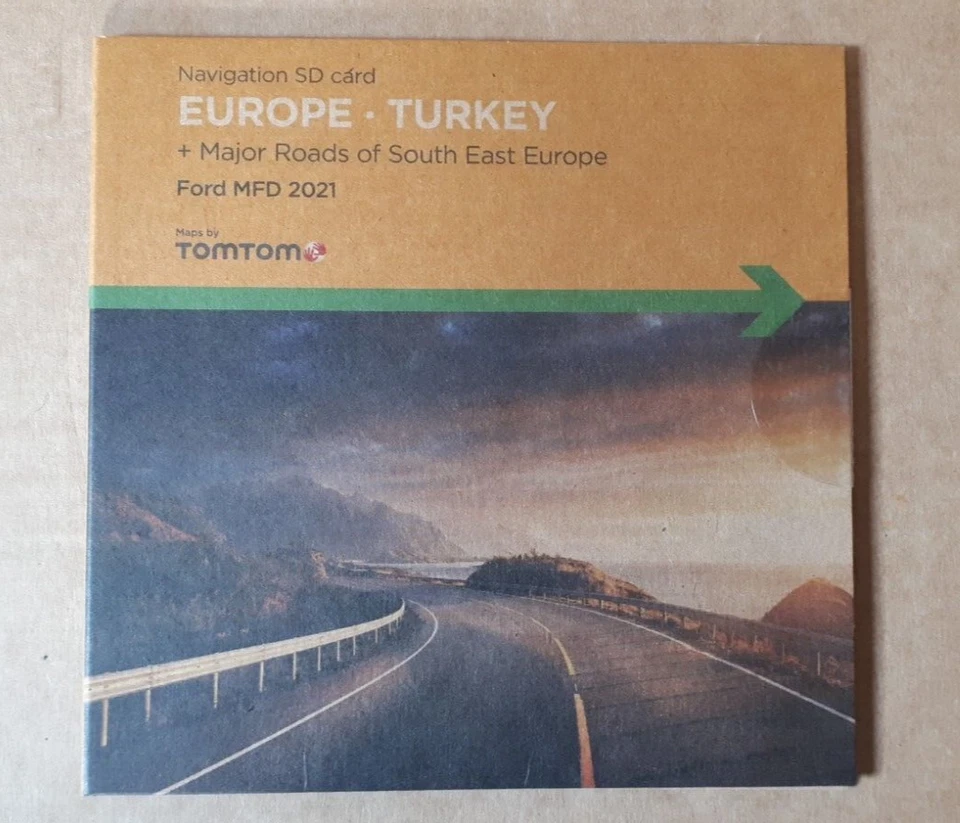 Navigation SD card
EUROPE · TURKEY
+ Major Roads of South East Europe
Ford MFD 2021
Maps by
TOMTOM